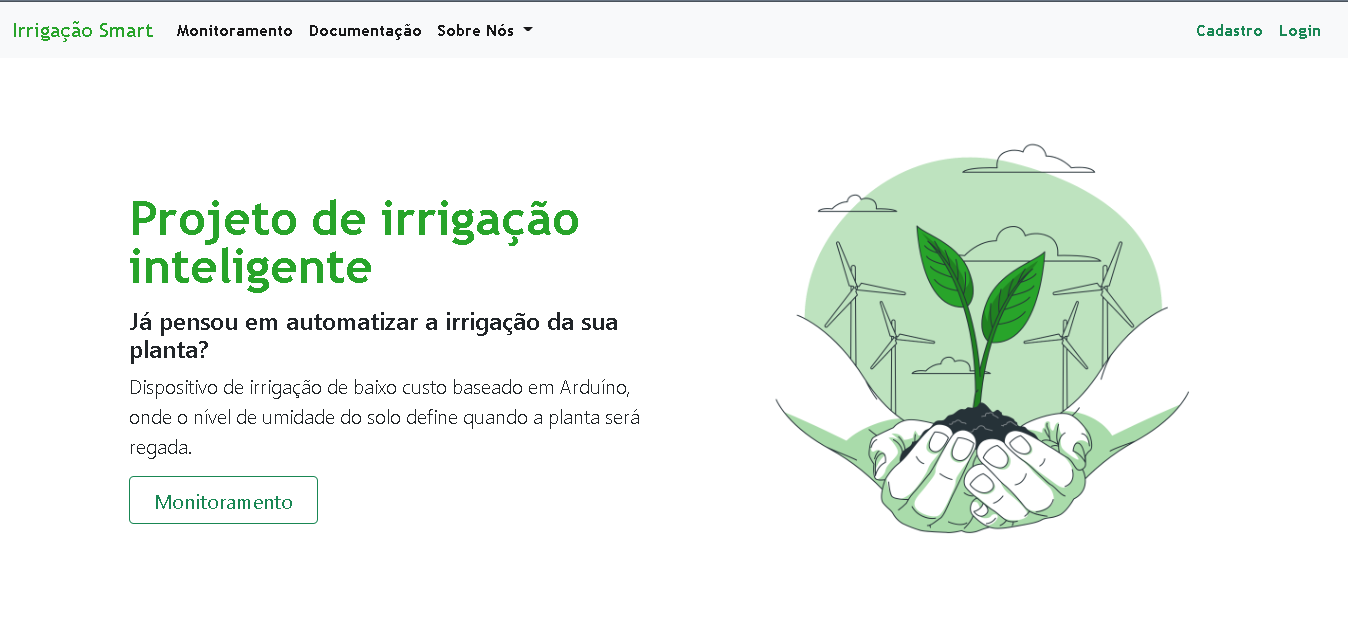 Irrigação Smart Monitoramento Documentação Sobre Nós Cadastro Login
Projeto de irrigação
inteligente
Já pensou em automatizar a irrigação da sua
planta?
Dispositivo de irrigação de baixo custo baseado em Arduíno,
onde o nível de umidade do solo define quando a planta será
regada.
Monitoramento